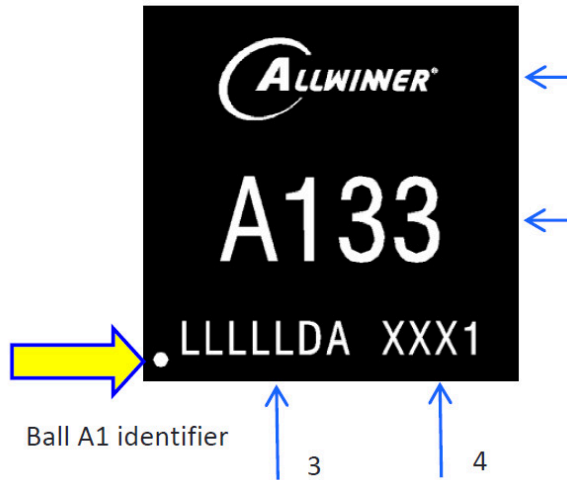 ALLWINNER®
A133
LLLLLDA XXX1
Ball A1 identifier
3
4